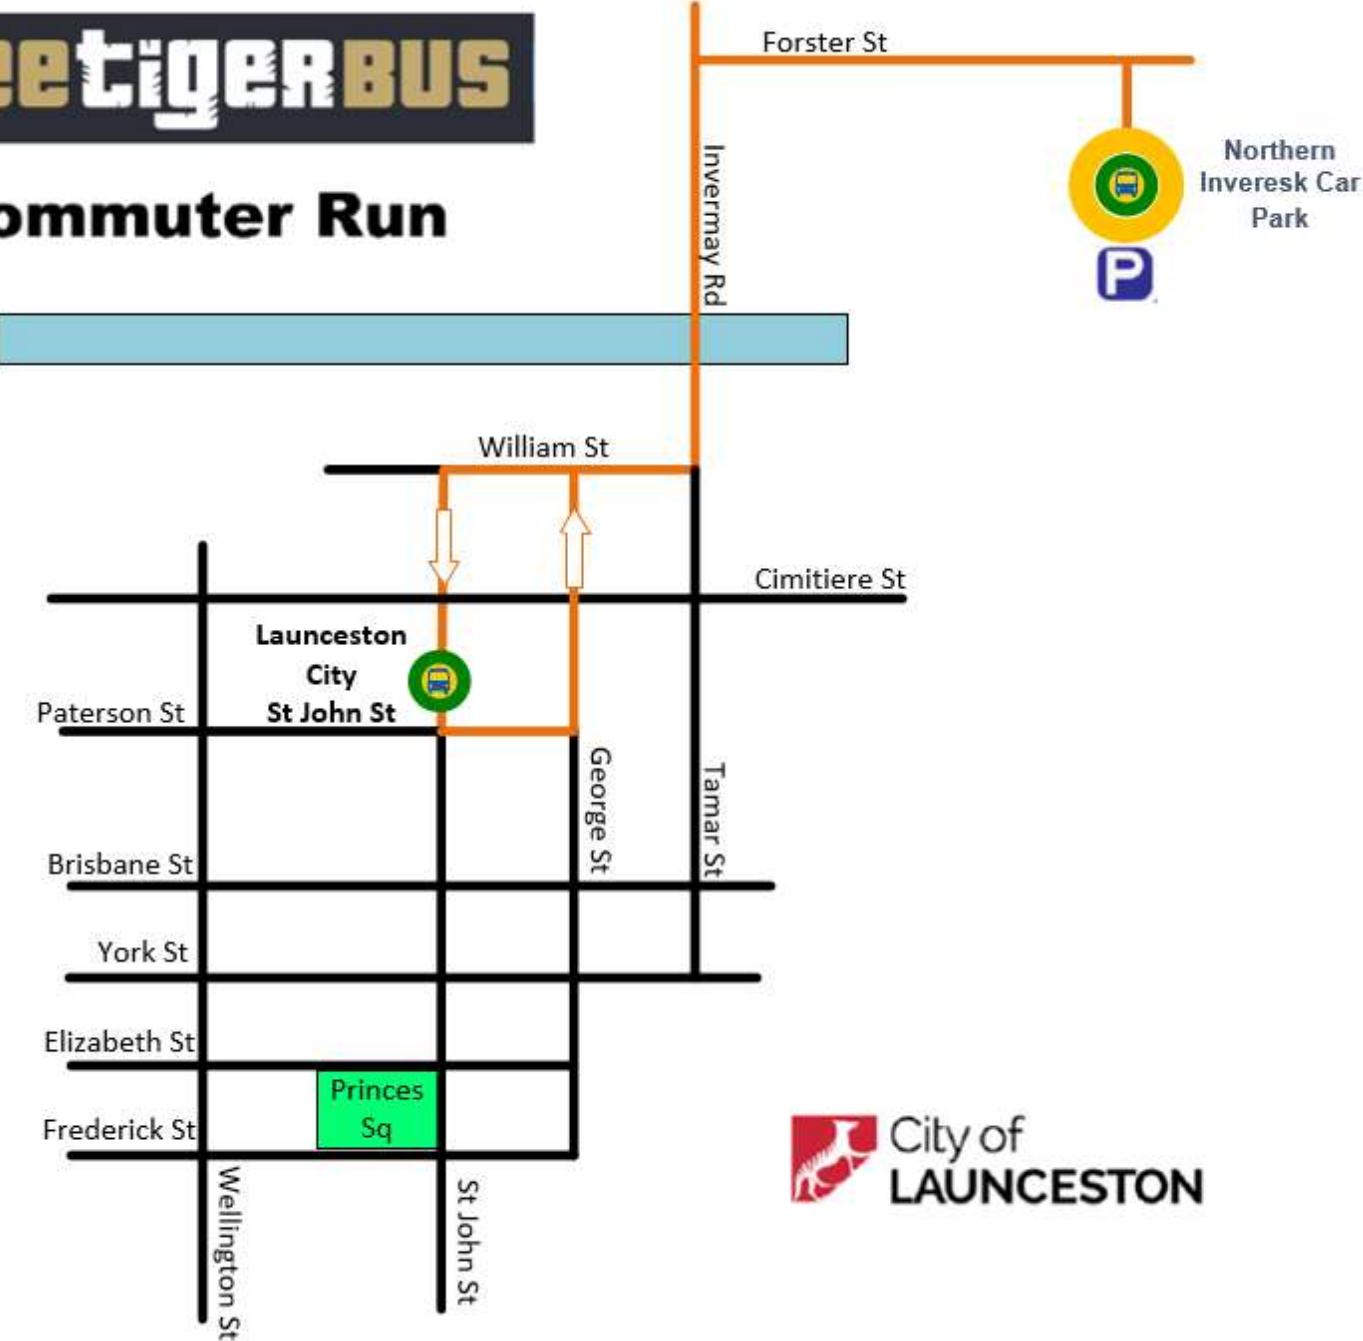 eetigerBUS
ommuter Run
Forster St
Invermay Rd
Northern
Inveresk Car
Park
P
William St
Cimitiere St
Launceston
City
St John St
Paterson St
George St
Tamar St
Brisbane St
York St
Elizabeth St
Princes
Sq
Frederick St
Wellington St
St John St
City of
LAUNCESTON